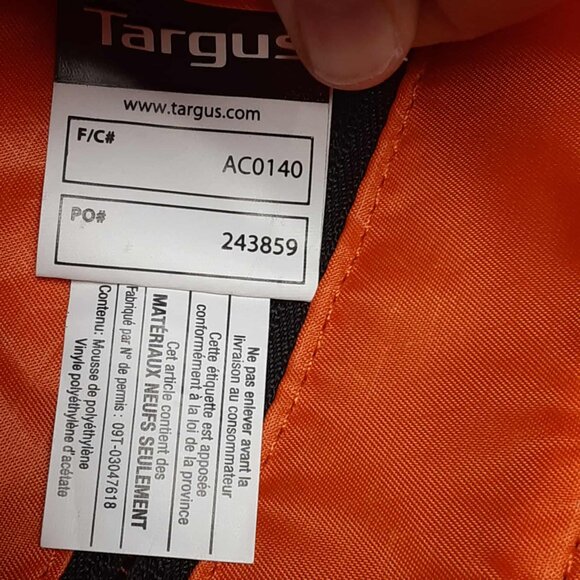 Targus
www.targus.com
F/C#
AC0140
PO#
243859
Ne pas enlever avant la
livraison au consommateur
Cette étiquette est apposée
conformément à la loi de la province
Cet article contient des
MATÉRIAUX NEUFS SEULEMENT
Fabriqué par N° de permis : 09T-03047618
Contenu: Mousse de polyéthylène
Vinyle polyéthylène d'acétate